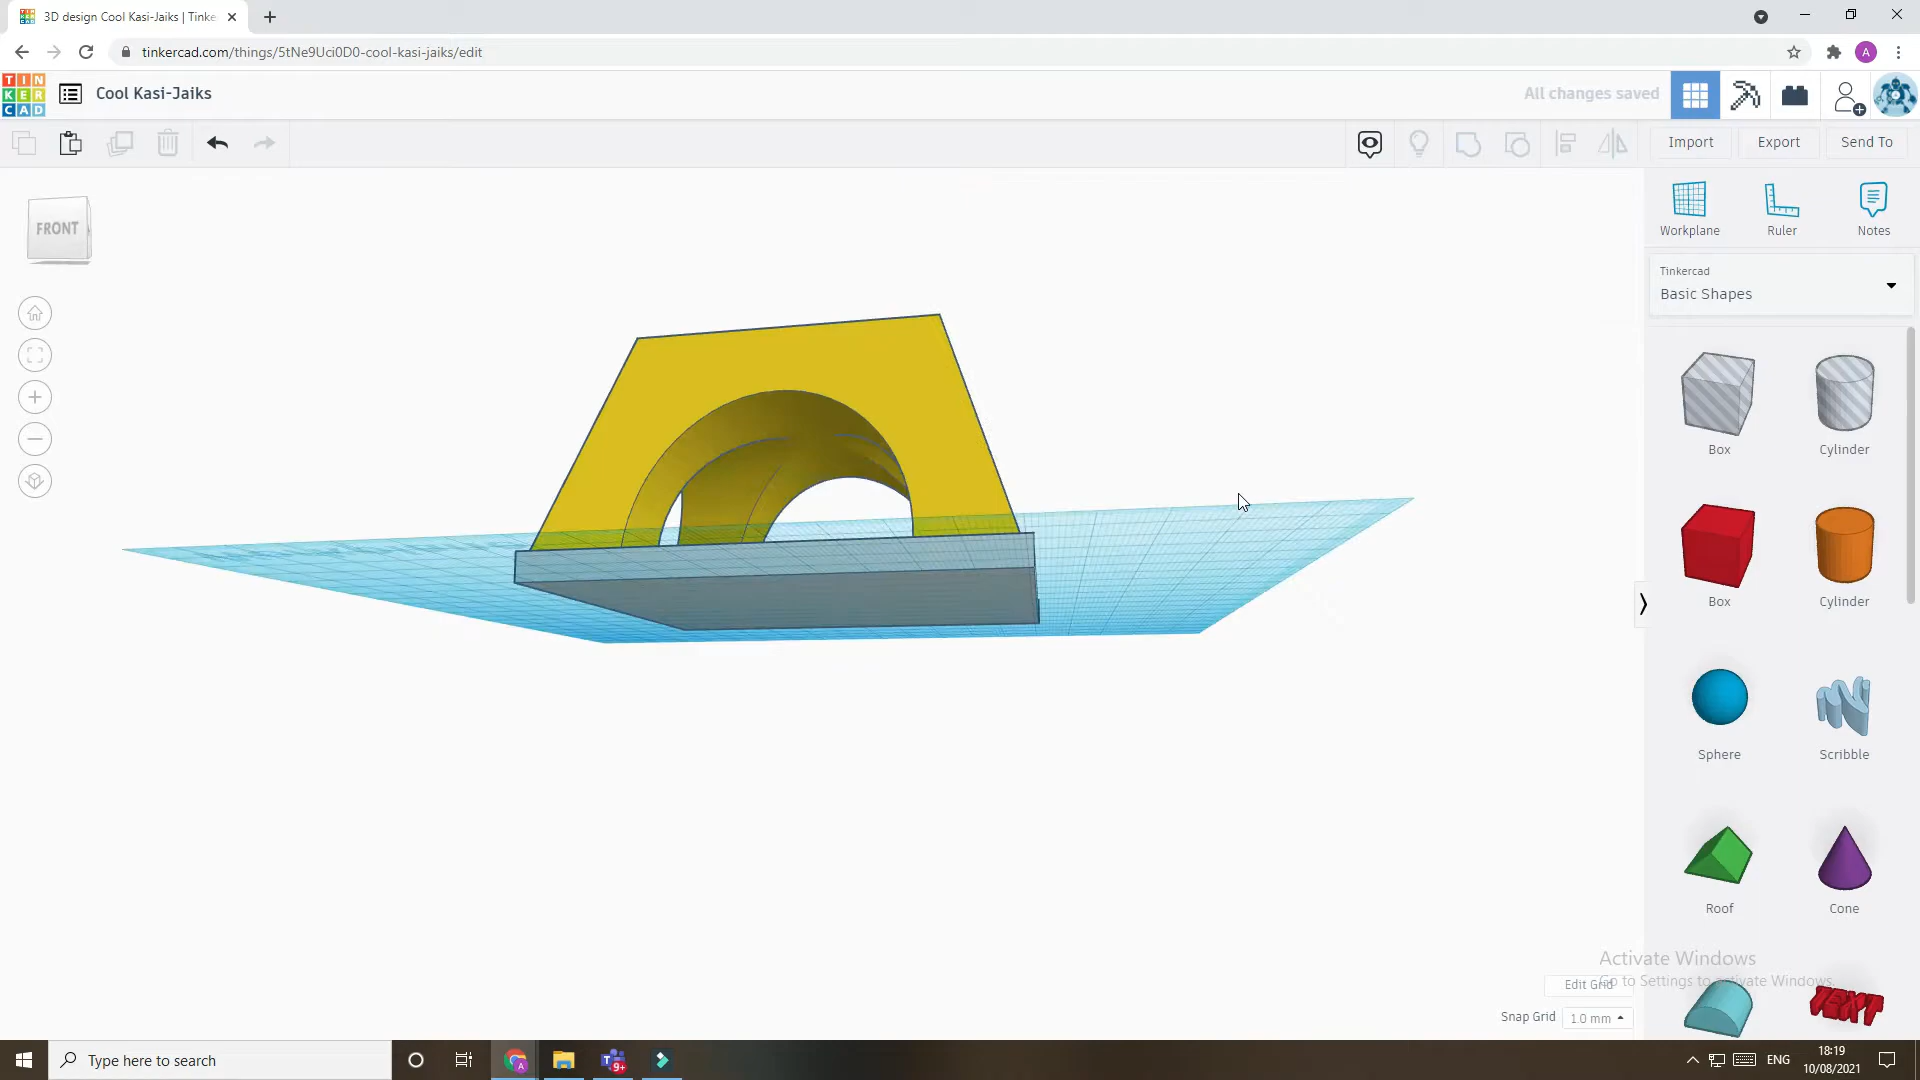 3D design Cool Kasi-Jaiks | Tinke
tinkercad.com/things/5tNe9Uci0D0-cool-kasi-jaiks/edit
A
TIN
KER
CAD
Cool Kasi-Jaiks
All changes saved
Import
Export
Send To
FRONT
Workplane
Ruler
Notes
Tinkercad
Basic Shapes
Box
Cylinder
Box
Cylinder
Sphere
Scribble
Roof
Cone
TEXT
Activate Windows
Go to Settings to activate Windows.
Edit Grid
Snap Grid
1.0 mm
Type here to search
A
T
9+
ENG
18:19
10/08/2021